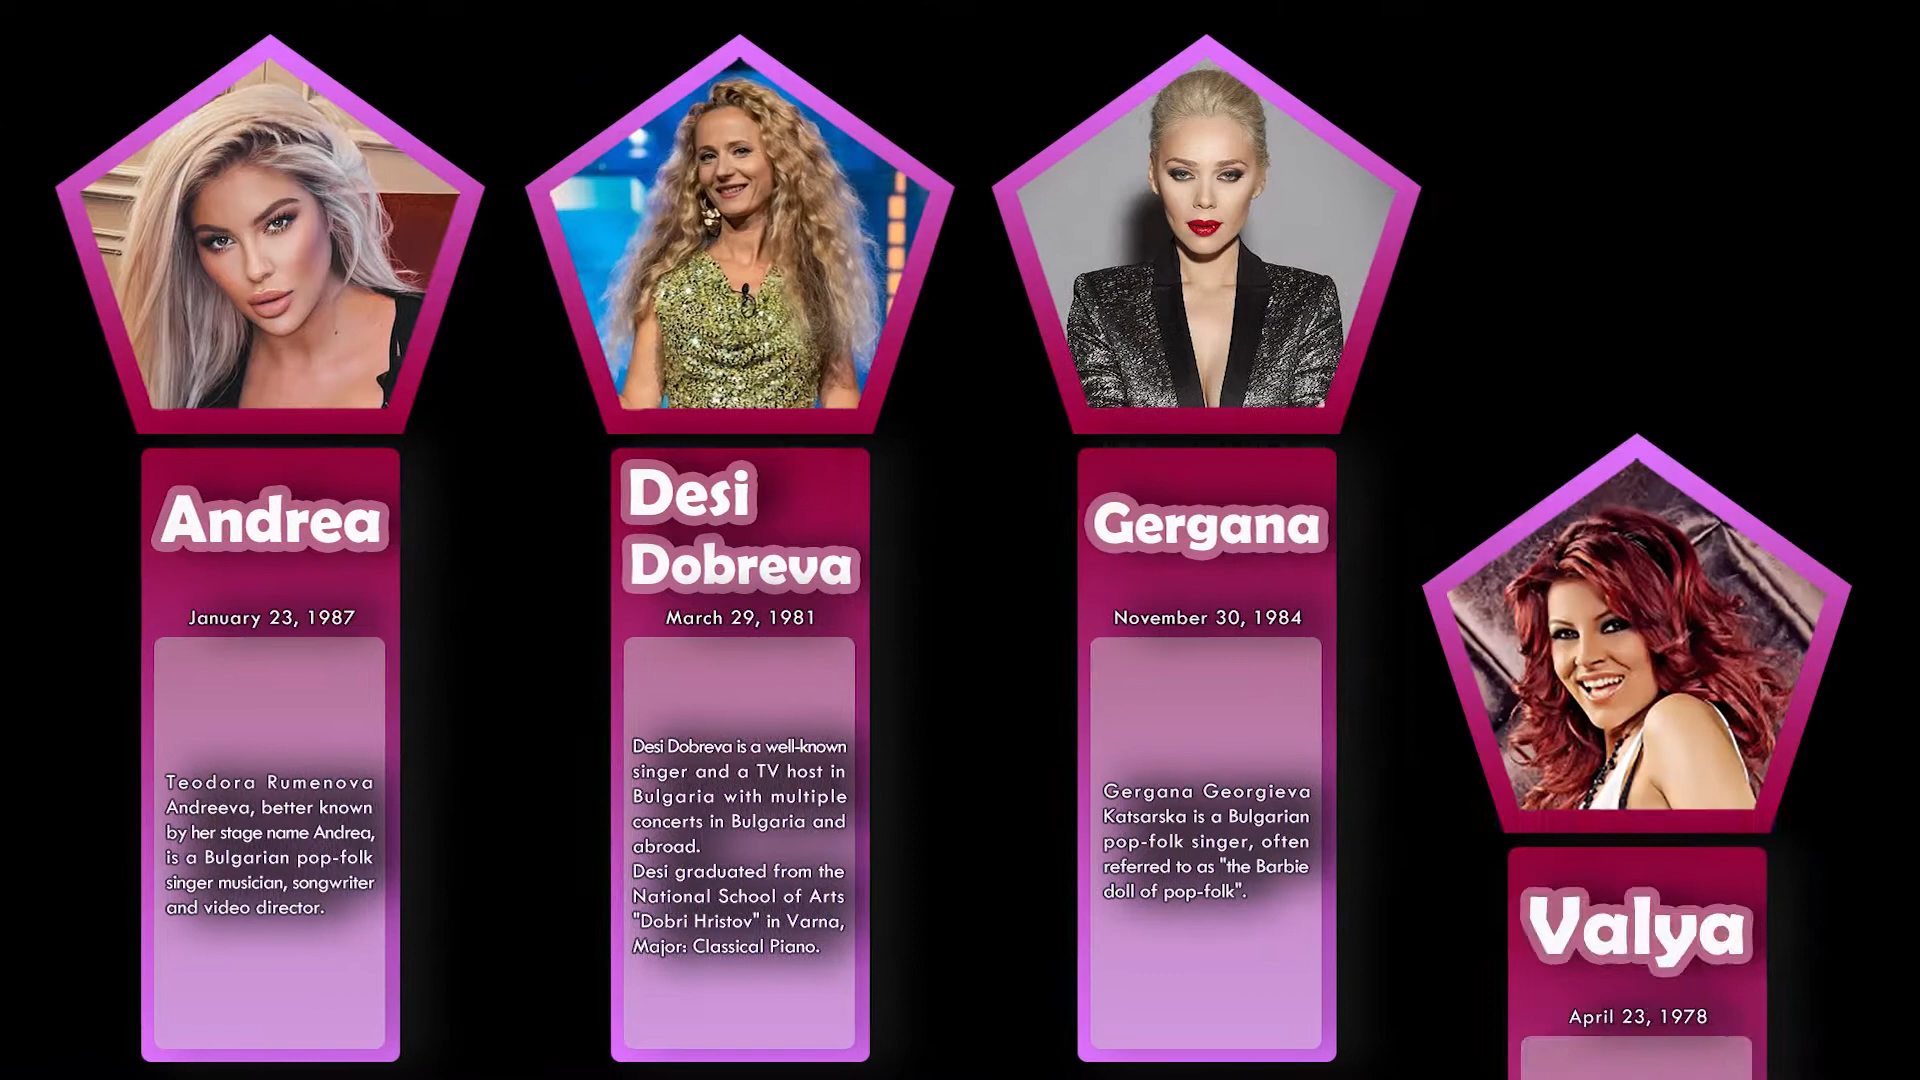 Andrea
January 23, 1987
Teodora Rumenova
Andreeva, better known
by her stage name Andrea,
is a Bulgarian pop-folk
singer musician, songwriter
and video director.
Desi
Dobreva
March 29, 1981
Desi Dobreva is a well-known
singer and a TV host in
Bulgaria with multiple
concerts in Bulgaria and
abroad.
Desi graduated from the
National School of Arts
"Dobri Hristov" in Varna,
Major: Classical Piano.
Gergana
November 30, 1984
Gergana Georgieva
Katsarska is a Bulgarian
pop-folk singer, often
referred to as "the Barbie
doll of pop-folk".
Valya
April 23, 1978